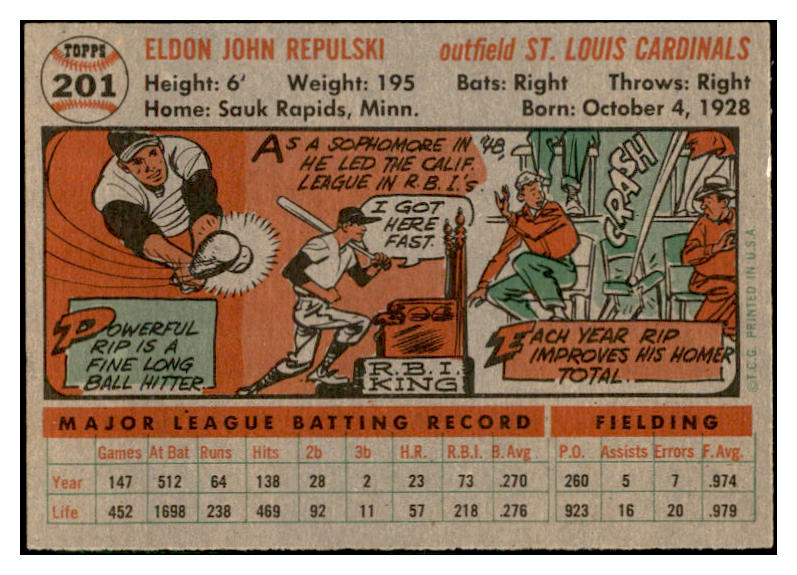 TOPPS
201
ELDON JOHN REPULSKI outfield ST. LOUIS CARDINALS
Height: 6' Weight: 195 Bats: Right Throws: Right
Home: Sauk Rapids, Minn. Born: October 4, 1928
AS A SOPHOMORE IN '48,
HE LED THE CALIF.
LEAGUE IN R.B.I.'s
I GOT
HERE
FAST.
R.B.I.
KING
CRASH
POWERFUL
RIP IS A
FINE LONG
BALL HITTER
EACH YEAR RIP
IMPROVES HIS HOMER
TOTAL.
©T.C.G. PRINTED IN U.S.A.
MAJOR LEAGUE BATTING RECORD FIELDING
Games At Bat Runs Hits 2b 3b H.R. R.B.I. B. Avg. P.O. Assists Errors F. Avg.
Year 147 512 64 138 28 2 23 73 .270 260 5 7 .974
Life 452 1698 238 469 92 11 57 218 .276 923 16 20 .979